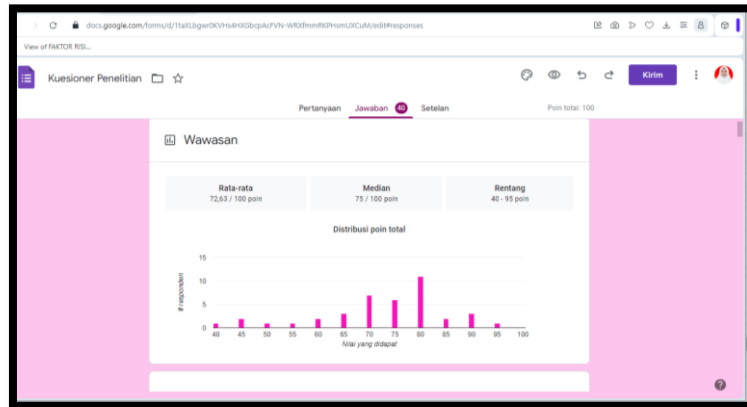 docs.google.com/forms/d/1taXLbgwr0KVHs4HXGbcpAcFVN-WRXfmmRKPHsmUXCuM/edit#responses
View of FAKTOR RISI...
Kuesioner Penelitian
Kirim
Pertanyaan Jawaban 40 Setelan Poin total: 100
Wawasan
Rata-rata Median Rentang
72,63 / 100 poin 75 / 100 poin 40 - 95 poin
Distribusi poin total
# responden
15
10
5
0
40 45 50 55 60 65 70 75 80 85 90 95 100
Nilai yang didapat